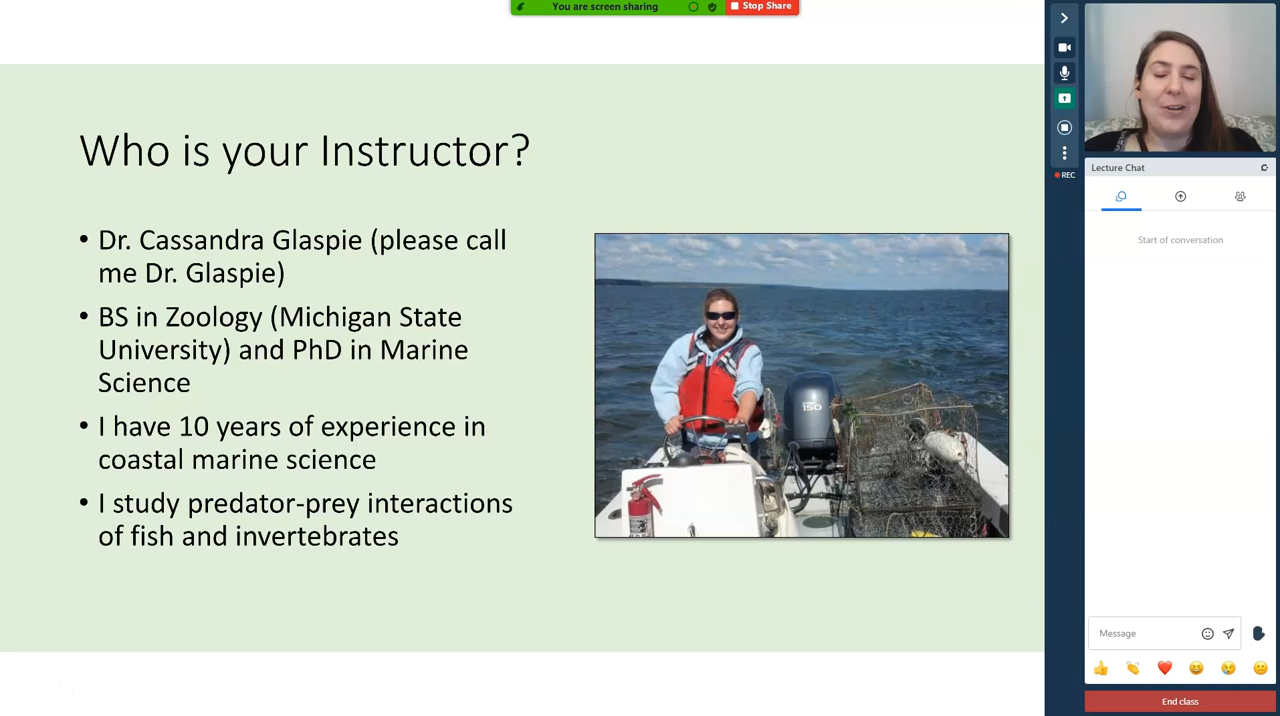 You are screen sharing
Stop Share
Who is your Instructor?
• Dr. Cassandra Glaspie (please call
me Dr. Glaspie)
• BS in Zoology (Michigan State
University) and PhD in Marine
Science
• I have 10 years of experience in
coastal marine science
• I study predator-prey interactions
of fish and invertebrates
150
REC
Lecture Chat
Start of conversation
Message
End class